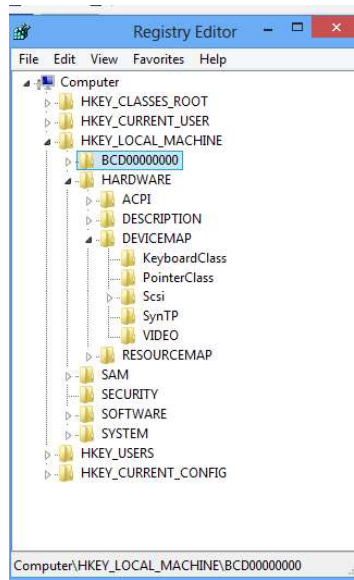 Registry Editor
File Edit View Favorites Help
Computer
HKEY_CLASSES_ROOT
HKEY_CURRENT_USER
HKEY_LOCAL_MACHINE
BCD00000000
HARDWARE
ACPI
DESCRIPTION
DEVICEMAP
KeyboardClass
PointerClass
Scsi
SynTP
VIDEO
RESOURCEMAP
SAM
SECURITY
SOFTWARE
SYSTEM
HKEY_USERS
HKEY_CURRENT_CONFIG
Computer\HKEY_LOCAL_MACHINE\BCD00000000